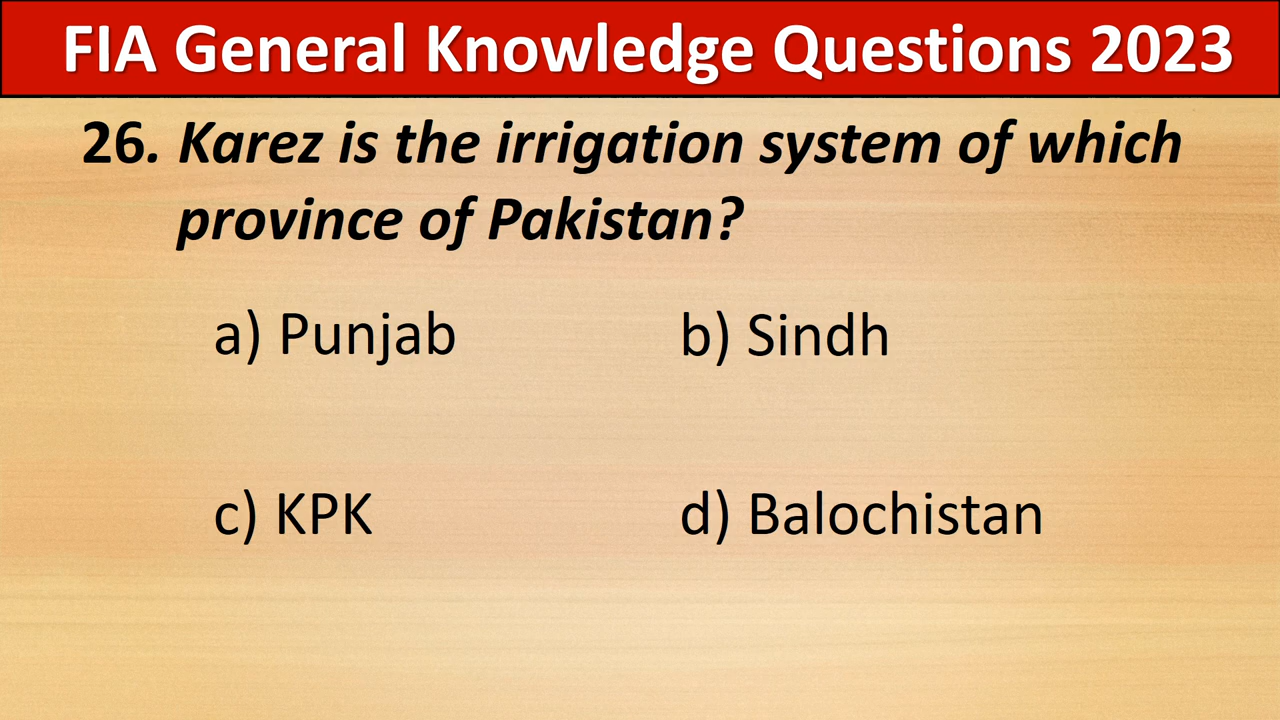 FIA General Knowledge Questions 2023
26. Karez is the irrigation system of which
province of Pakistan?
a) Punjab b) Sindh
c) KPK d) Balochistan